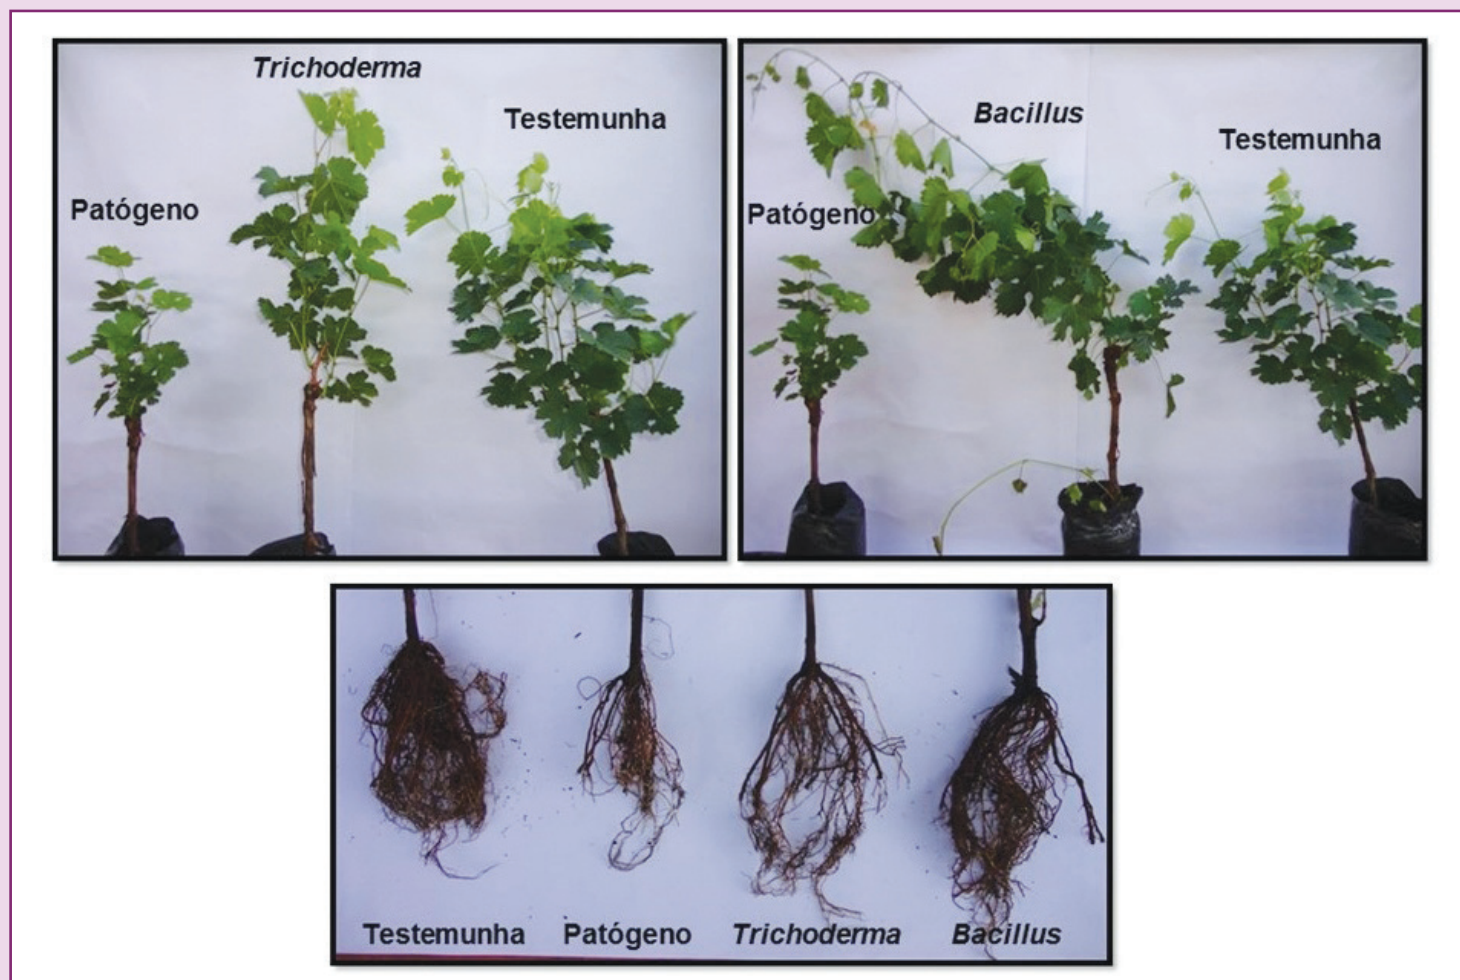 Trichoderma
Testemunha
Patógeno
Bacillus
Testemunha
Patógeno
Testemunha Patógeno Trichoderma Bacillus